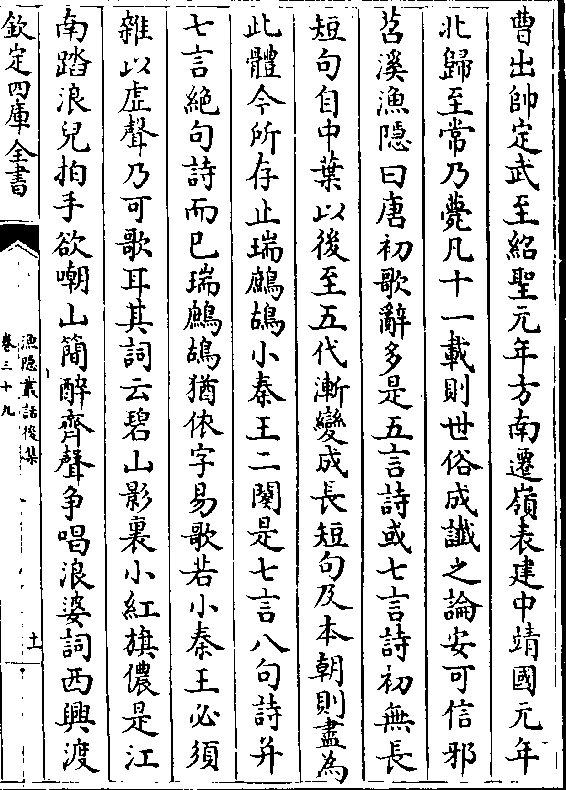 曹出帥定武至紹聖元年方南遷嶺表建中靖國元年
北歸至常乃薨凡十一載則世俗成讖之論安可信邪
苕溪漁隠曰唐初歌辭多是五言詩或七言詩初無長
短句自中葉以後至五代漸變成長短句及本朝則盡為
此體今所存止瑞鷓鴣小秦王二闋是七言八句詩并
七言絶句詩而已瑞鷓鴣猶依字易歌若小秦王必須
雜以虚聲乃可歌耳其詞云碧山影裏小紅旗儂是江
南踏浪兒拍手欲嘲山簡醉齊聲争唱浪婆詞西興渡
欽定四庫全書
漁隠叢話後集
卷三十九
土